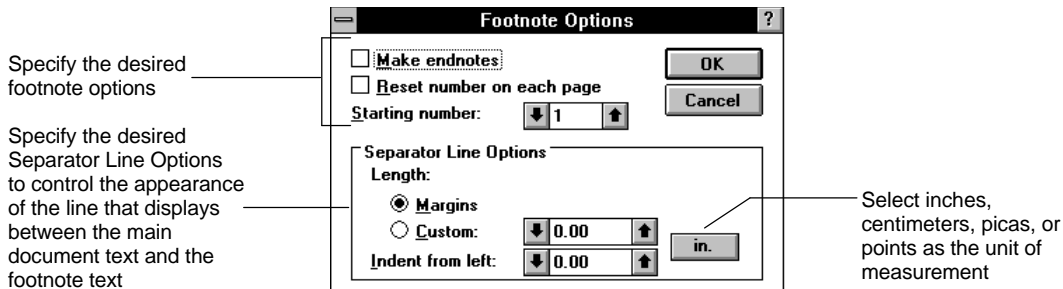 Footnote Options
?
Specify the desired
footnote options
Make endnotes
Reset number on each page
Starting number: 1
OK
Cancel
Specify the desired
Separator Line Options
to control the appearance
of the line that displays
between the main
document text and the
footnote text
Separator Line Options
Length:
Margins
Custom: 0.00
Indent from left: 0.00
in.
Select inches,
centimeters, picas, or
points as the unit of
measurement